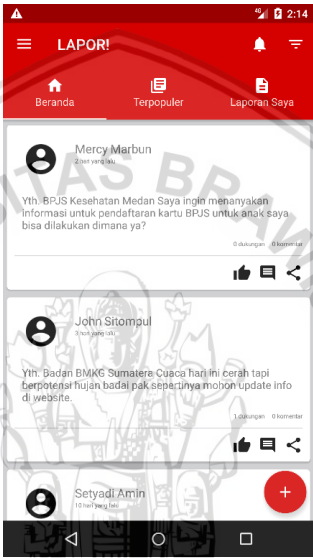 4G 2:14
LAPOR!
Beranda Terpopuler Laporan Saya
Mercy Marbun
2 hari yang lalu
Yth. BPJS Kesehatan Medan Saya ingin menanyakan
informasi untuk pendaftaran kartu BPJS untuk anak saya
bisa dilakukan dimana ya?
0 dukungan 0 komentar
John Sitompul
3 hari yang lalu
Yth. Badan BMKG Sumatera Cuaca hari ini cerah tapi
berpotensi hujan badai pak sepertinya mohon update info
di website.
1 dukungan 0 komentar
Setyadi Amin
10 hari yang lalu
+
ITAS BRAW